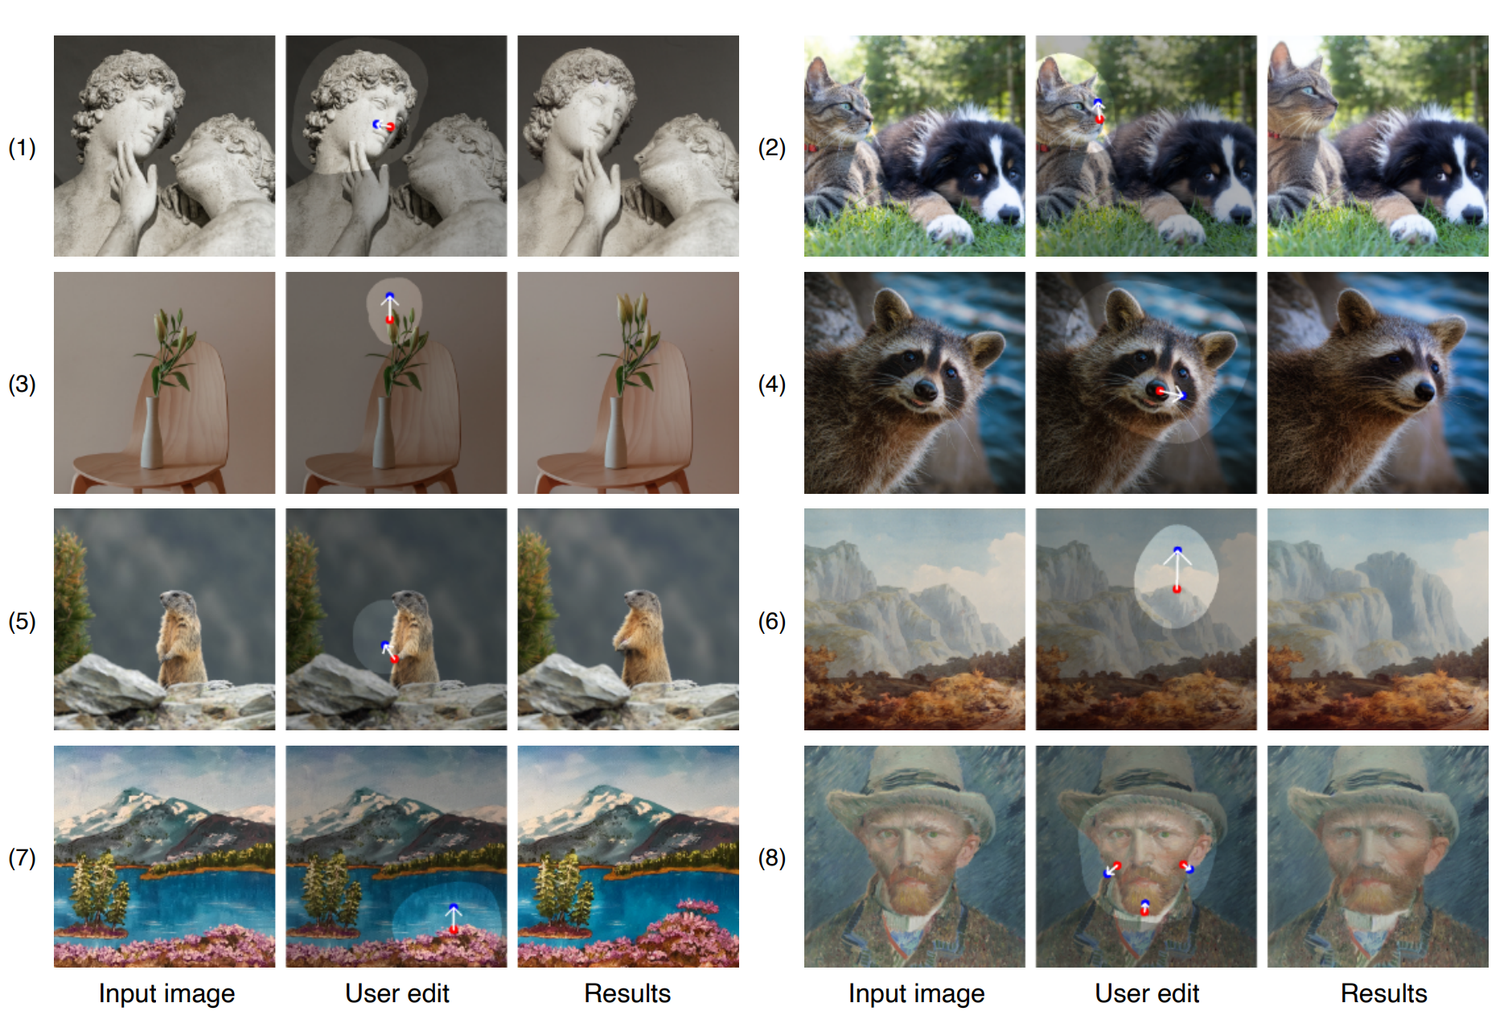 (1)
(2)
(3)
(4)
(5)
(6)
(7)
(8)
Input image
User edit
Results
Input image
User edit
Results